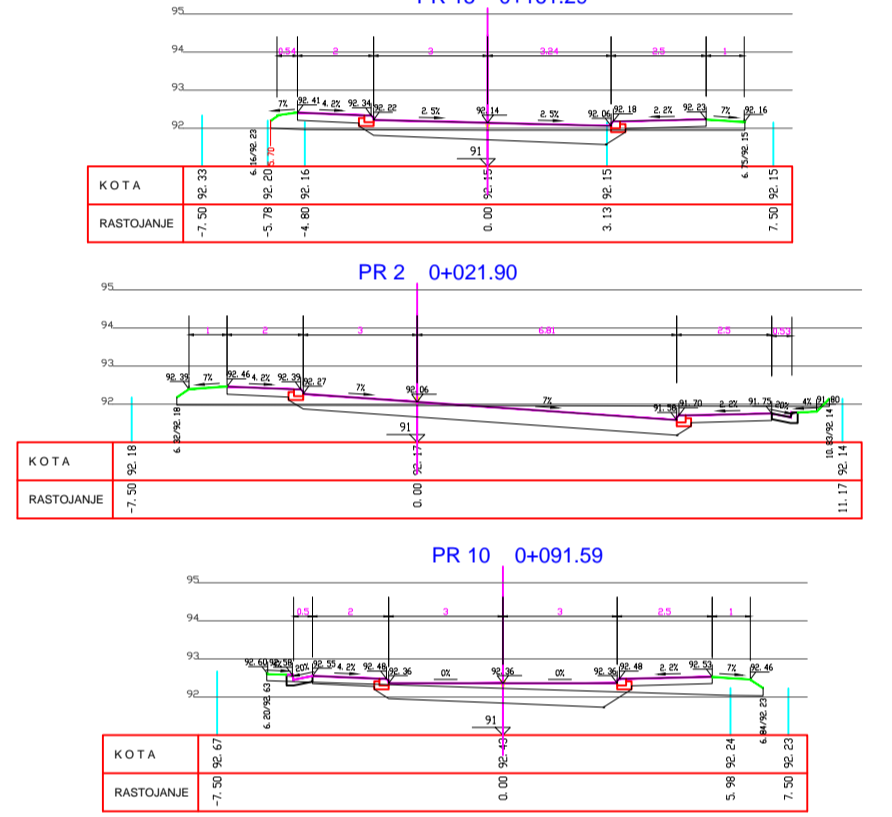 95
94
0.54 2 3 3.24 2.5 1
93
7% 92.41 4.2% 92.34 92.22 2.5% 92.14 2.5% 92.06 92.18 2.2% 92.23 7% 92.16
92
6.16/92.23 5.70 91 6.75/92.15
KOTA 92.33 92.20 92.16 92.15 92.15 92.15
RASTOJANJE -7.50 -5.78 -4.80 0.00 3.13 7.50
PR 2 0+021.90
95
94
1 2 3 6.81 2.5 0.53
93
92.39 7% 92.46 4.2% 92.39 92.27 7% 92.06 7% 91.58 91.70 2.2% 91.75 20% 4% 91.80
92
6.32/92.18 91 10.83/92.14
KOTA 92.18 92.17 92.14
RASTOJANJE -7.50 0.00 11.17
PR 10 0+091.59
95
94
0.5 2 3 3 2.5 1
93
92.60 92.58 20% 92.55 4.2% 92.48 92.36 0% 92.36 0% 92.36 92.48 2.2% 92.53 7% 92.46
92
6.20/92.63 91 6.84/92.23
KOTA 92.67 92.43 92.24 92.23
RASTOJANJE -7.50 0.00 5.98 7.50